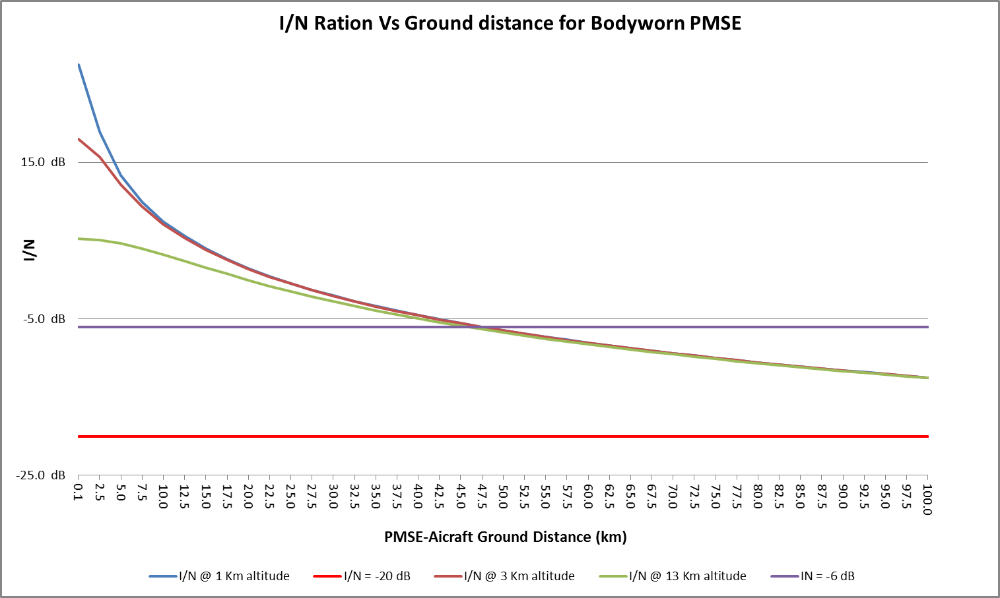 I/N Ration Vs Ground distance for Bodyworn PMSE
15.0 dB
I/N
-5.0 dB
-25.0 dB
0.1 2.5 5.0 7.5 10.0 12.5 15.0 17.5 20.0 22.5 25.0 27.5 30.0 32.5 35.0 37.5 40.0 42.5 45.0 47.5 50.0 52.5 55.0 57.5 60.0 62.5 65.0 67.5 70.0 72.5 75.0 77.5 80.0 82.5 85.0 87.5 90.0 92.5 95.0 97.5 100.0
PMSE-Aicraft Ground Distance (km)
I/N @ 1 Km altitude I/N = -20 dB I/N @ 3 Km altitude I/N @ 13 Km altitude IN = -6 dB